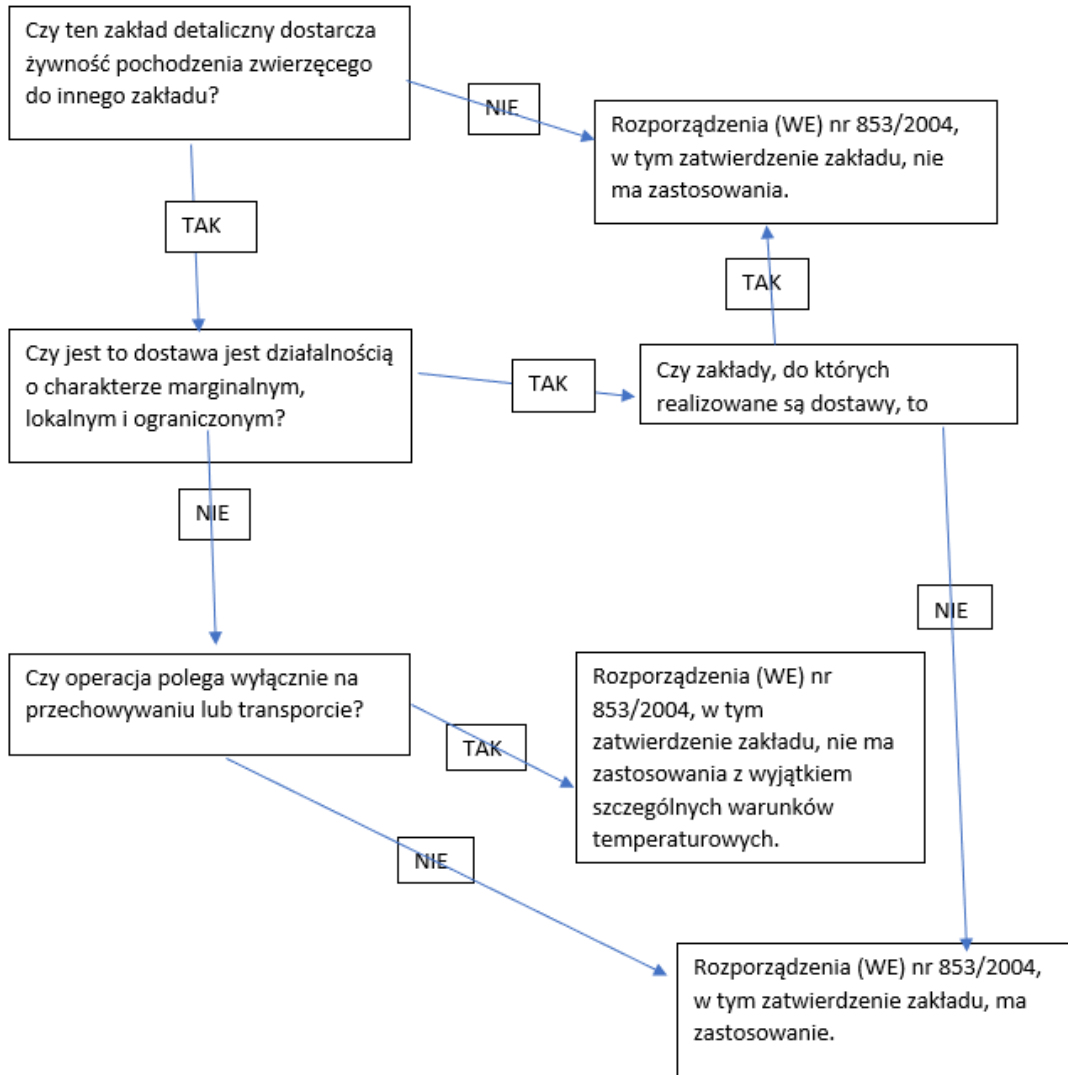 Czy ten zakład detaliczny dostarcza
żywność pochodzenia zwierzęcego
do innego zakładu?
NIE
Rozporządzenia (WE) nr 853/2004,
w tym zatwierdzenie zakładu, nie
ma zastosowania.
TAK
TAK
Czy jest to dostawa jest działalnością
o charakterze marginalnym,
lokalnym i ograniczonym?
TAK
Czy zakłady, do których
realizowane są dostawy, to
NIE
NIE
Czy operacja polega wyłącznie na
przechowywaniu lub transporcie?
TAK
Rozporządzenia (WE) nr
853/2004, w tym
zatwierdzenie zakładu, nie ma
zastosowania z wyjątkiem
szczególnych warunków
temperaturowych.
NIE
Rozporządzenia (WE) nr 853/2004,
w tym zatwierdzenie zakładu, ma
zastosowanie.